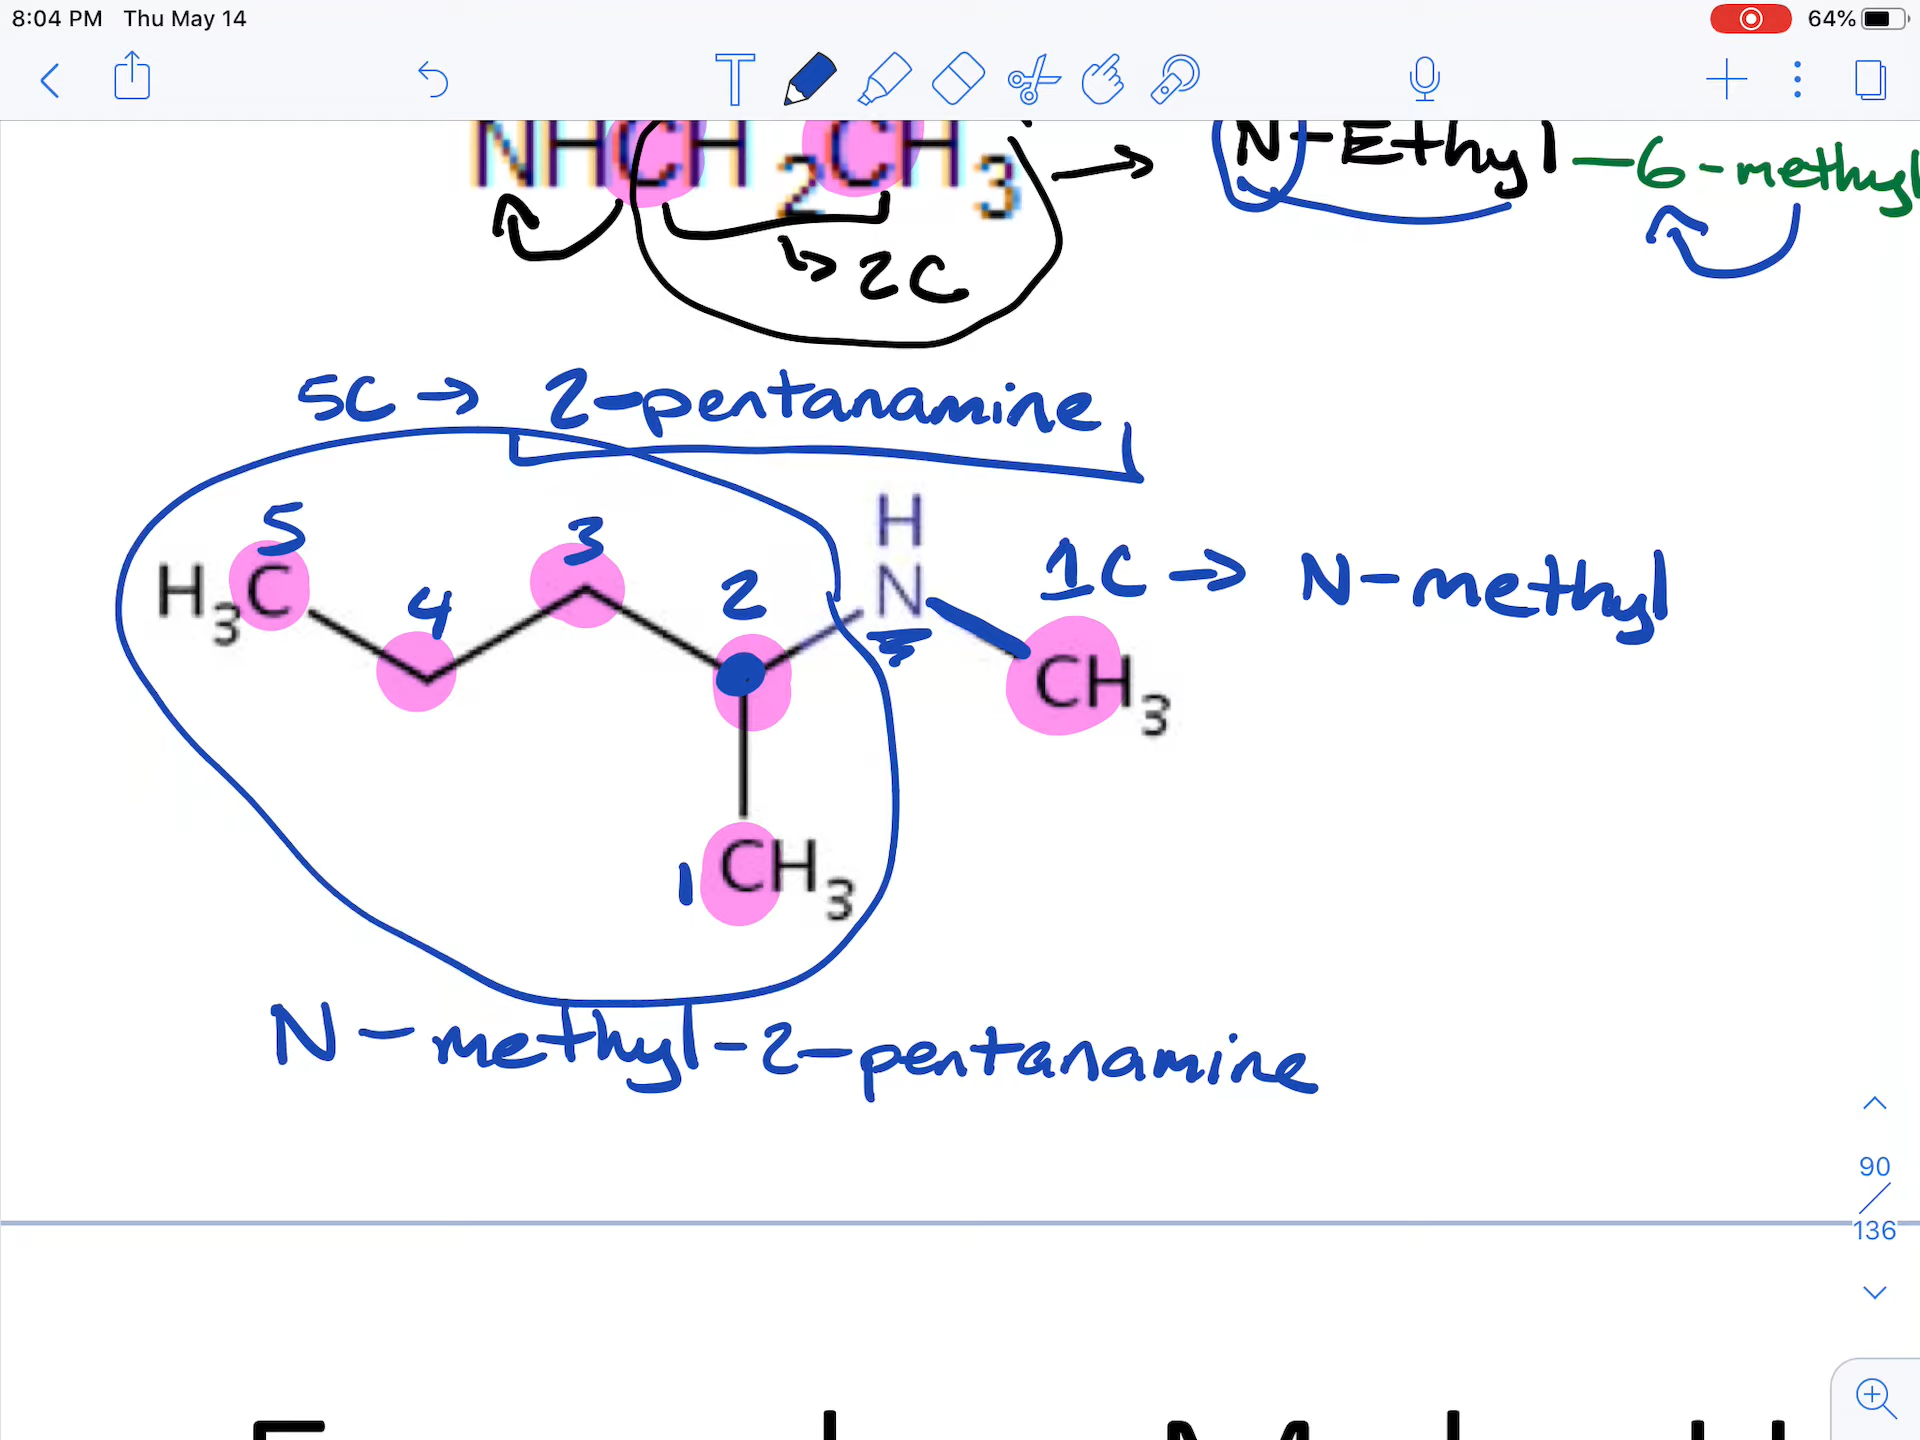 8:04 PM Thu May 14
64%
NHCH2CH3 → N-Ethyl-6-methyl
→ 2C
5C → 2-pentanamine
5 4 3 2
H
H3C N 1C → N-methyl
CH3
1 CH3
N-methyl-2-pentanamine
90
136